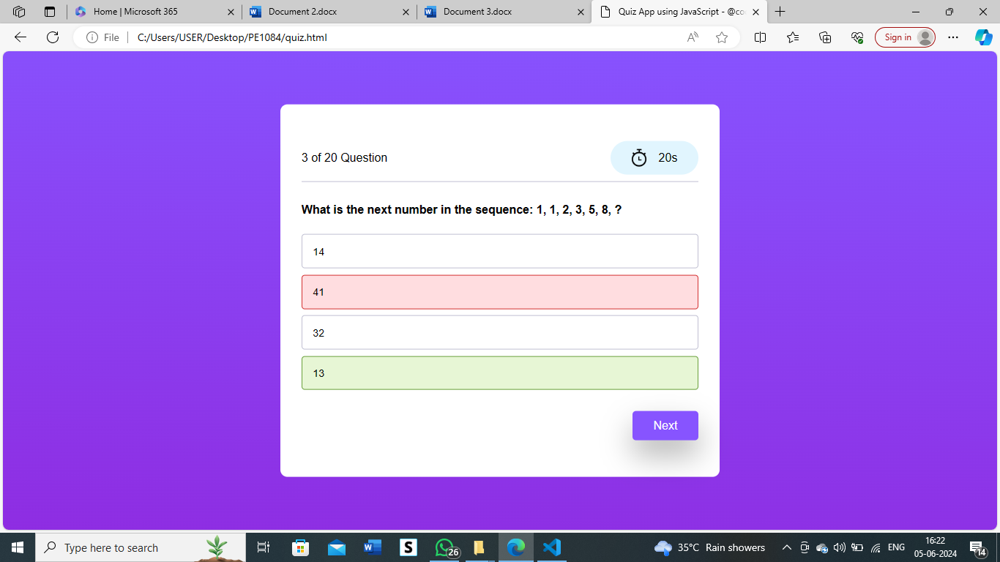 Home | Microsoft 365
Document 2.docx
Document 3.docx
Quiz App using JavaScript - @co
File
C:/Users/USER/Desktop/PE1084/quiz.html
Sign in
3 of 20 Question
20s
What is the next number in the sequence: 1, 1, 2, 3, 5, 8, ?
14
41
32
13
Next
Type here to search
S
26
35°C Rain showers
ENG
16:22
05-06-2024
14